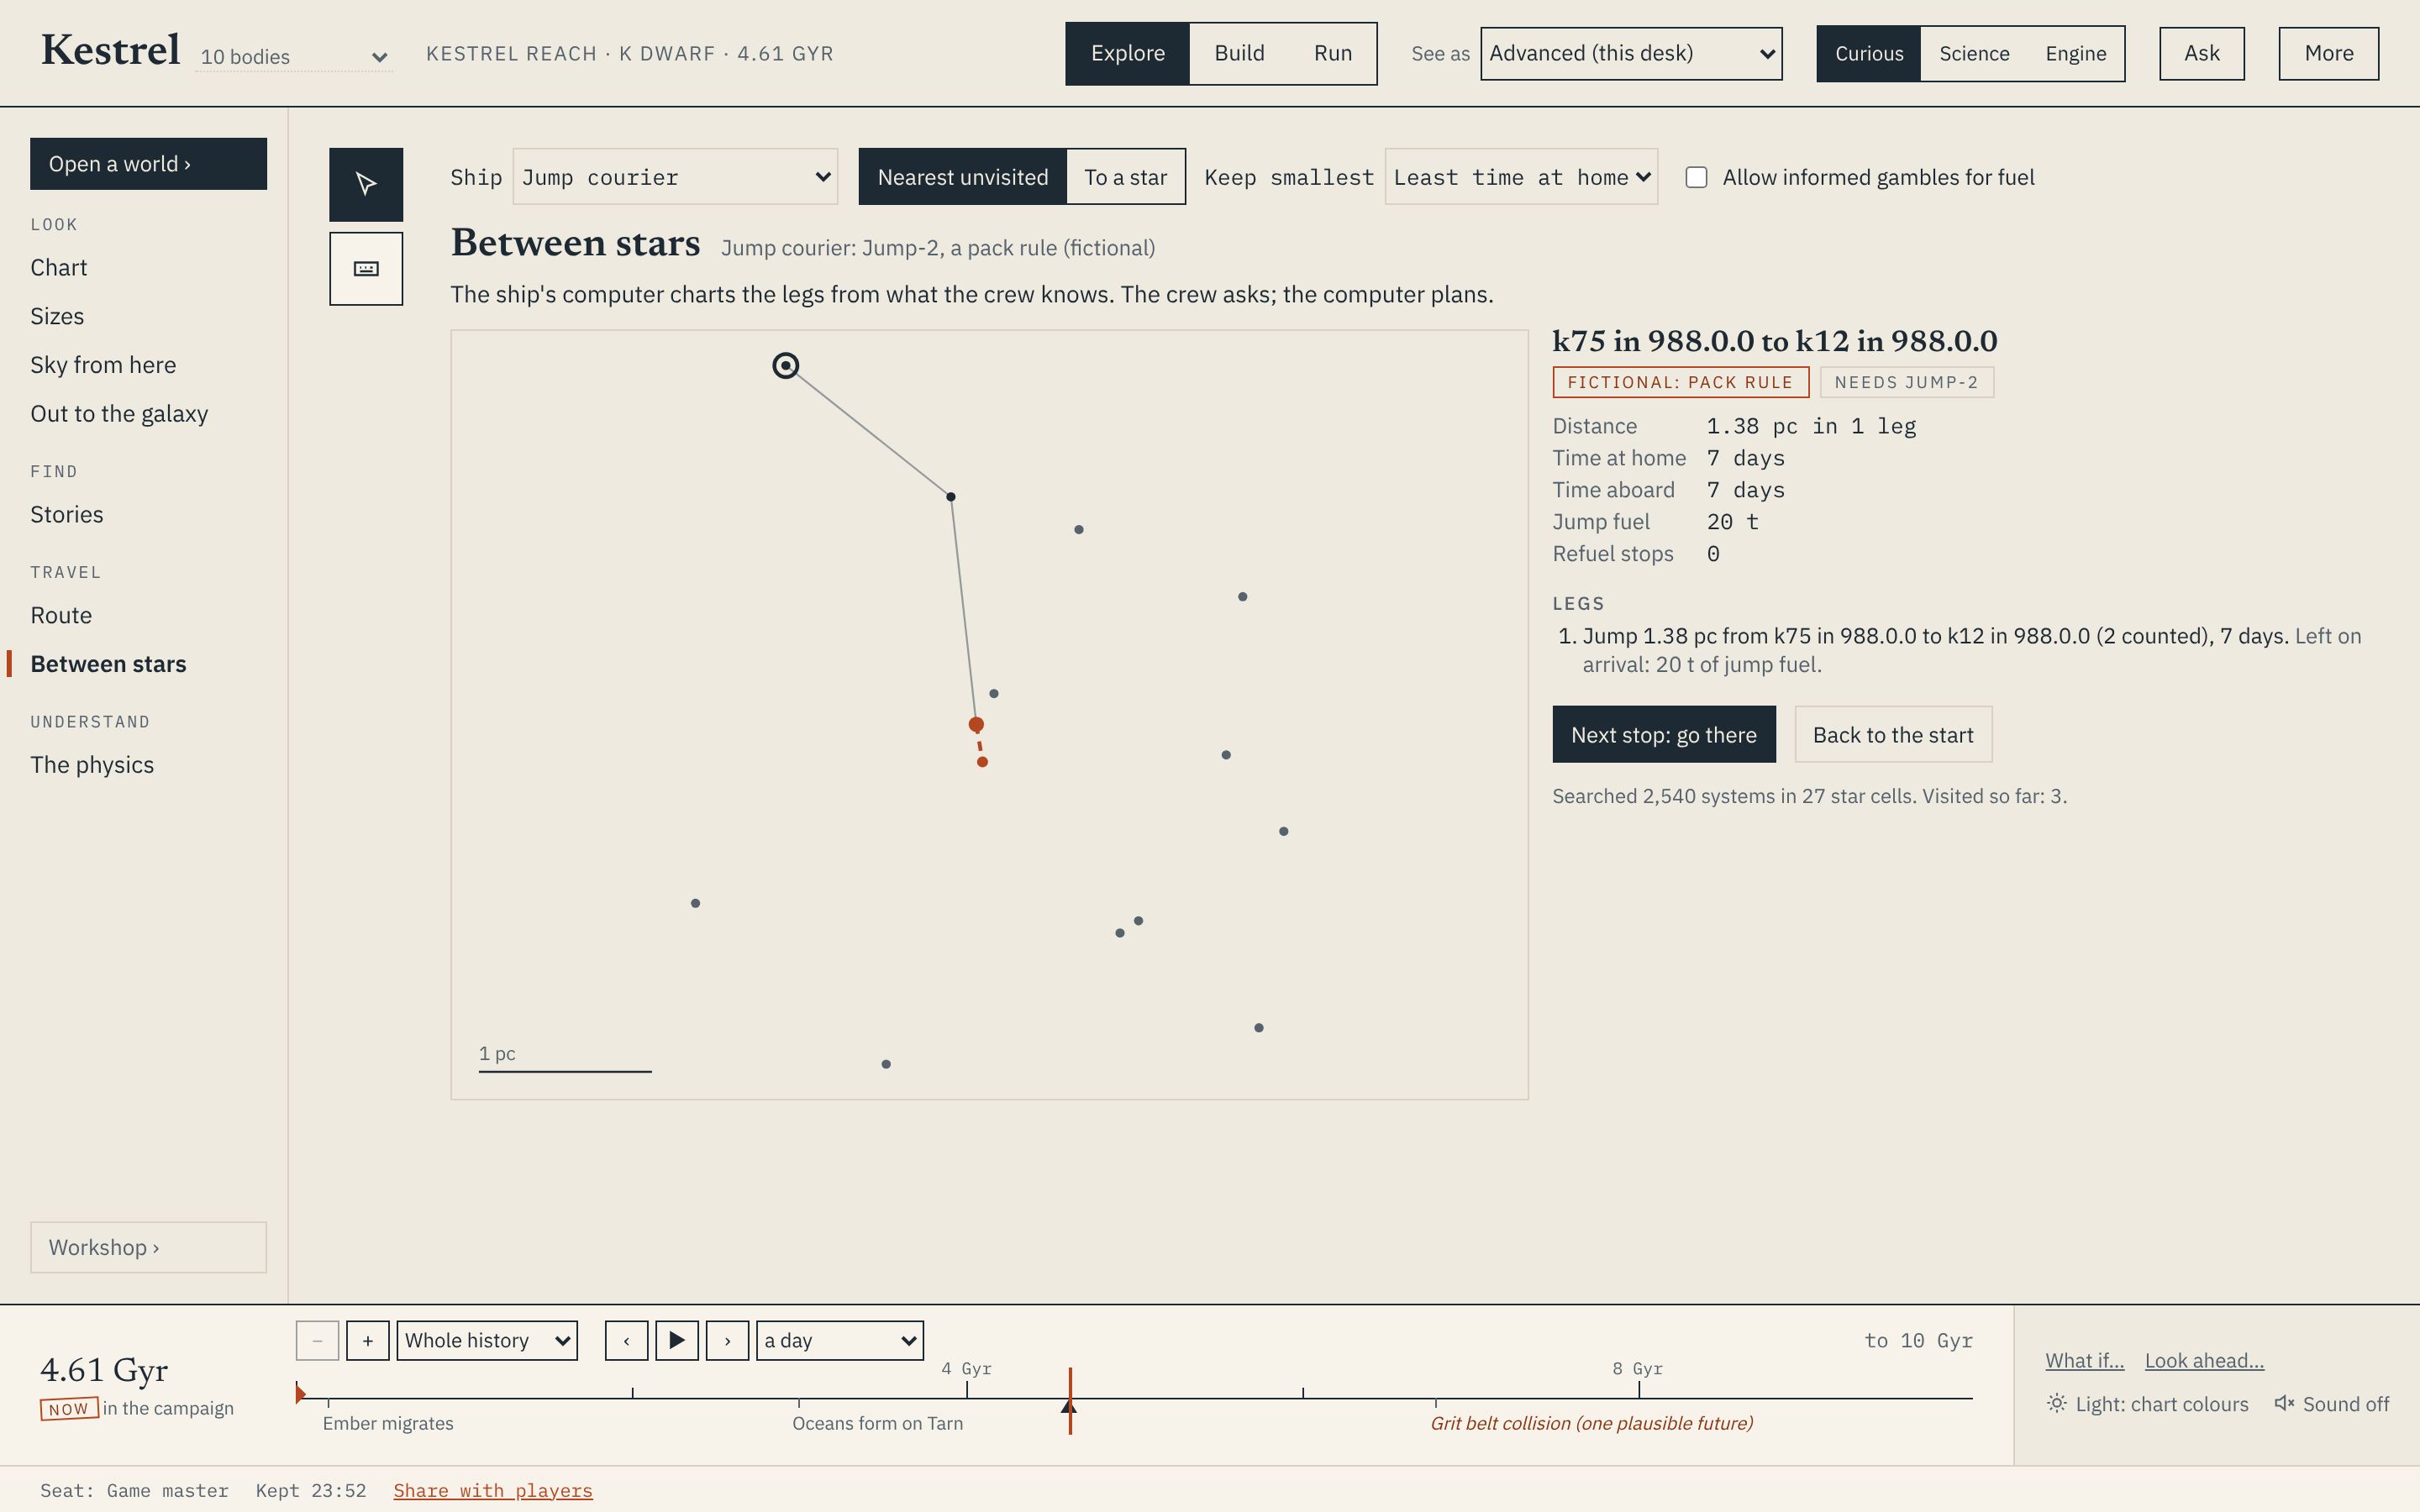 Kestrel
10 bodies
KESTREL REACH · K DWARF · 4.61 GYR
Explore
Build
Run
See as
Advanced (this desk)
Curious
Science
Engine
Ask
More
Open a world ›
LOOK
Chart
Sizes
Sky from here
Out to the galaxy
FIND
Stories
TRAVEL
Route
Between stars
UNDERSTAND
The physics
Workshop ›
Ship
Jump courier
Nearest unvisited
To a star
Keep smallest
Least time at home
Allow informed gambles for fuel
Between stars
Jump courier: Jump-2, a pack rule (fictional)
The ship's computer charts the legs from what the crew knows. The crew asks; the computer plans.
1 pc
k75 in 988.0.0 to k12 in 988.0.0
FICTIONAL: PACK RULE
NEEDS JUMP-2
Distance 1.38 pc in 1 leg
Time at home 7 days
Time aboard 7 days
Jump fuel 20 t
Refuel stops 0
LEGS
1. Jump 1.38 pc from k75 in 988.0.0 to k12 in 988.0.0 (2 counted), 7 days. Left on
arrival: 20 t of jump fuel.
Next stop: go there
Back to the start
Searched 2,540 systems in 27 star cells. Visited so far: 3.
4.61 Gyr
NOW in the campaign
−
+
Whole history
‹
›
a day
to 10 Gyr
4 Gyr
8 Gyr
Ember migrates
Oceans form on Tarn
Grit belt collision (one plausible future)
What if...
Look ahead...
Light: chart colours
Sound off
Seat: Game master
Kept 23:52
Share with players